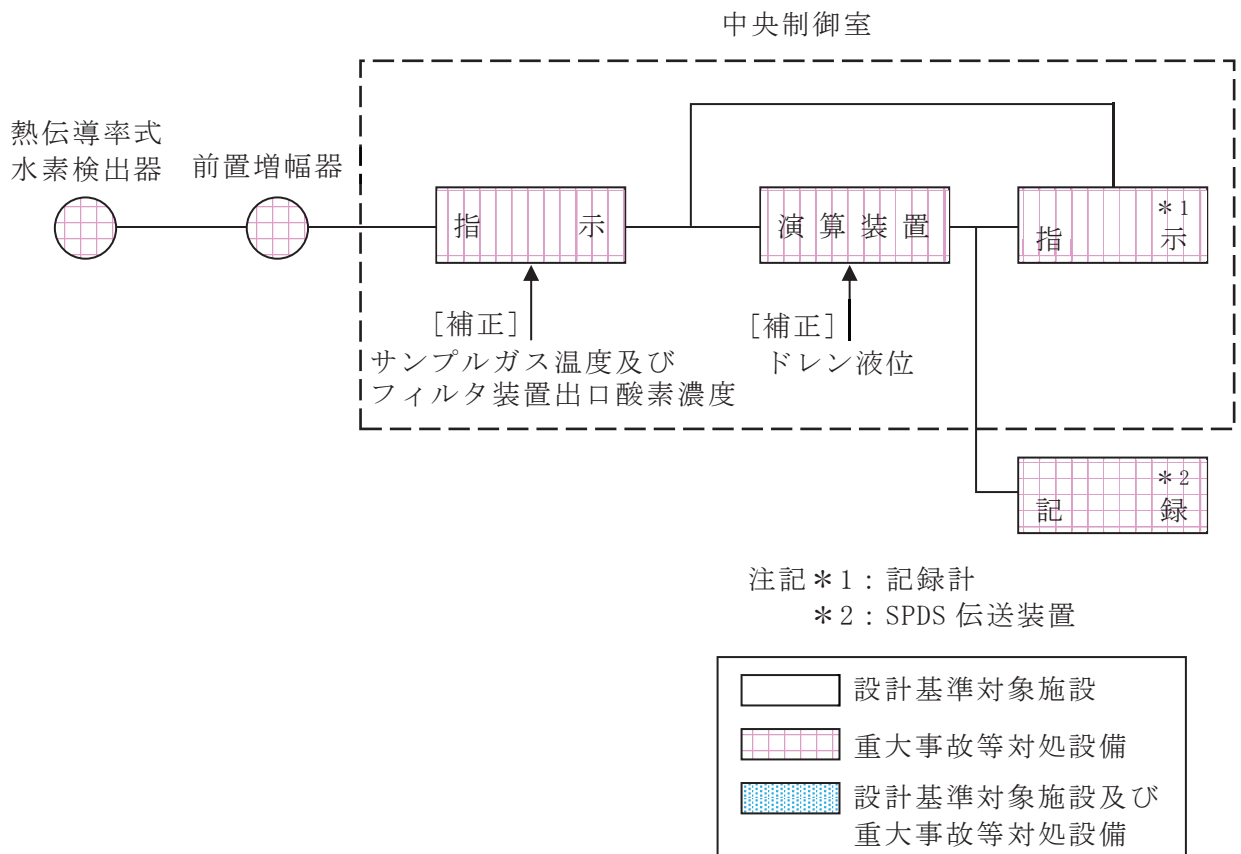 中央制御室
熱伝導率式
水素検出器
前置増幅器
指示
演算装置
*1
指示
[補正]
サンプルガス温度及び
フィルタ装置出口酸素濃度
[補正]
ドレン液位
*2
記録
注記*1:記録計
*2:SPDS伝送装置
設計基準対象施設
重大事故等対処設備
設計基準対象施設及び
重大事故等対処設備